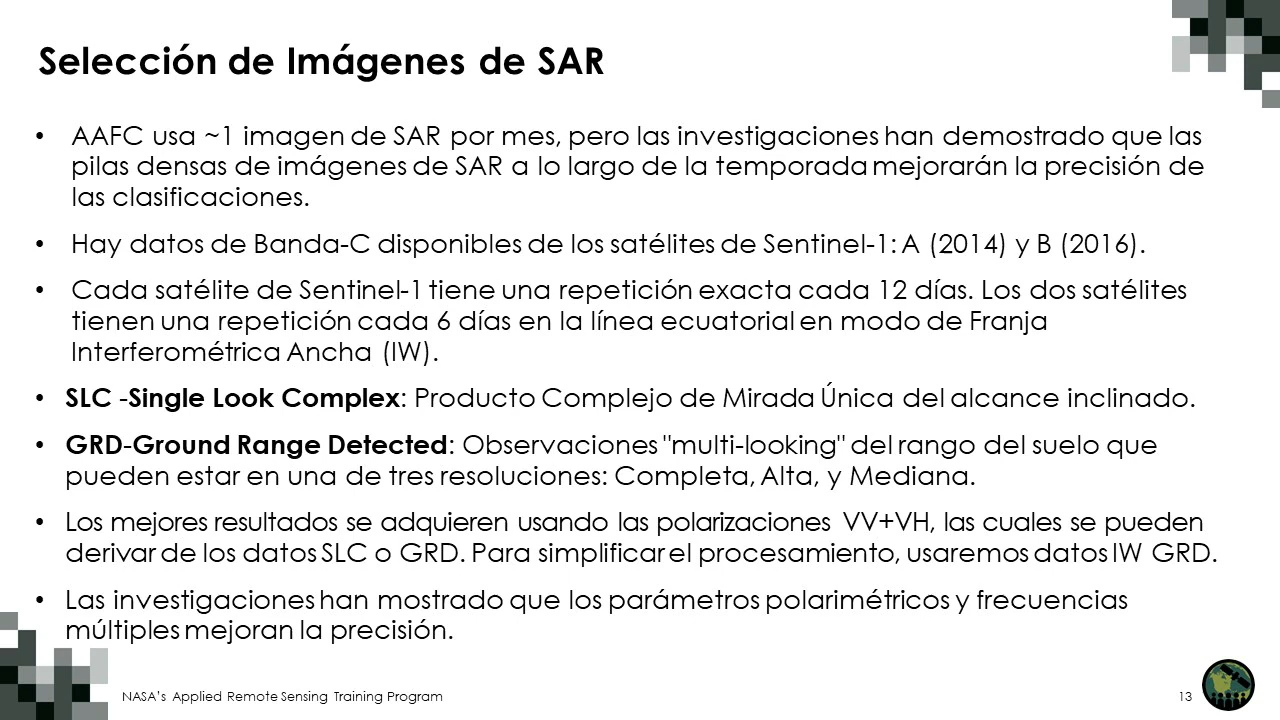 Selección de Imágenes de SAR
• AAFC usa ~1 imagen de SAR por mes, pero las investigaciones han demostrado que las
pilas densas de imágenes de SAR a lo largo de la temporada mejorarán la precisión de
las clasificaciones.
• Hay datos de Banda-C disponibles de los satélites de Sentinel-1: A (2014) y B (2016).
• Cada satélite de Sentinel-1 tiene una repetición exacta cada 12 días. Los dos satélites
tienen una repetición cada 6 días en la línea ecuatorial en modo de Franja
Interferométrica Ancha (IW).
• SLC -Single Look Complex: Producto Complejo de Mirada Única del alcance inclinado.
• GRD-Ground Range Detected: Observaciones "multi-looking" del rango del suelo que
pueden estar en una de tres resoluciones: Completa, Alta, y Mediana.
• Los mejores resultados se adquieren usando las polarizaciones VV+VH, las cuales se pueden
derivar de los datos SLC o GRD. Para simplificar el procesamiento, usaremos datos IW GRD.
• Las investigaciones han mostrado que los parámetros polarimétricos y frecuencias
múltiples mejoran la precisión.
NASA's Applied Remote Sensing Training Program
13